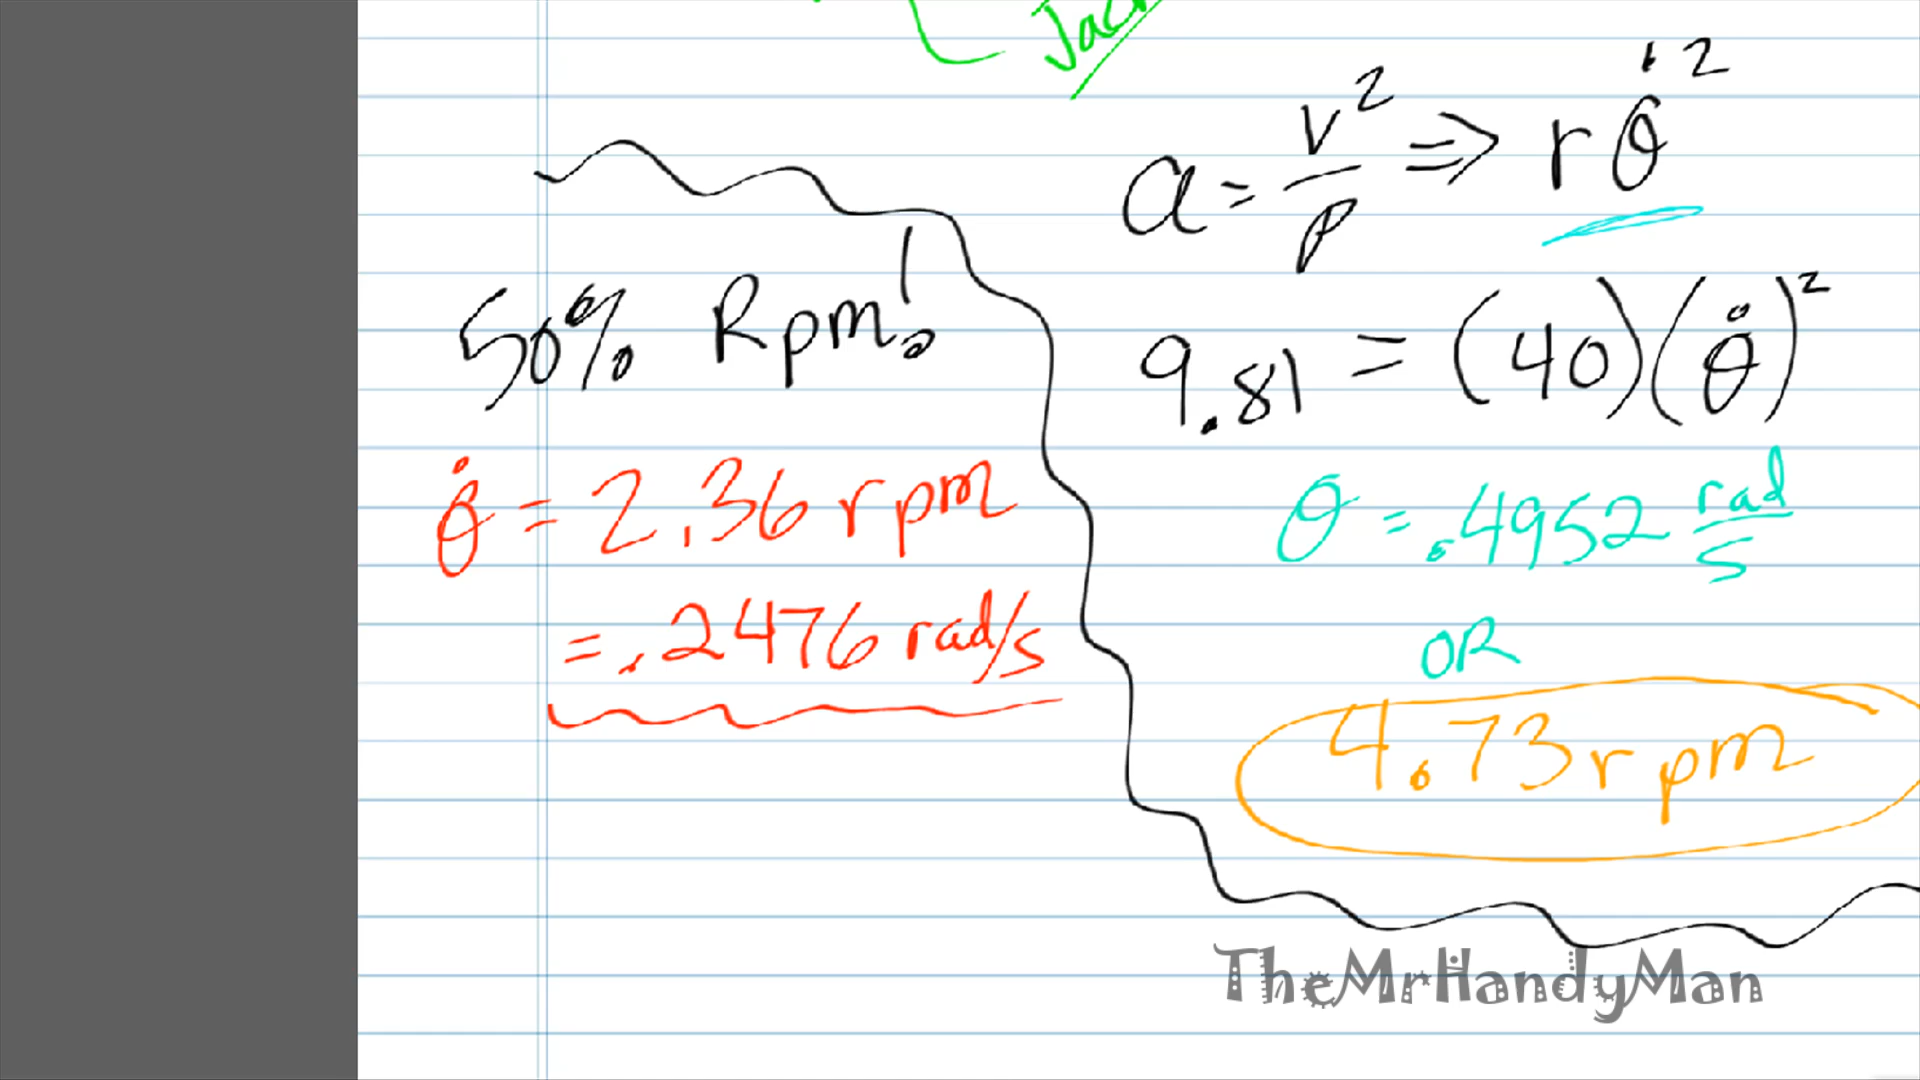 a = v²/ρ => rθ̇²
50% Rpm!
9.81 = (40)(θ̇)²
θ̇ = 2.36 rpm
= .2476 rad/s
θ = .4952 rad/s
OR
4.73 rpm
TheMrHandyMan